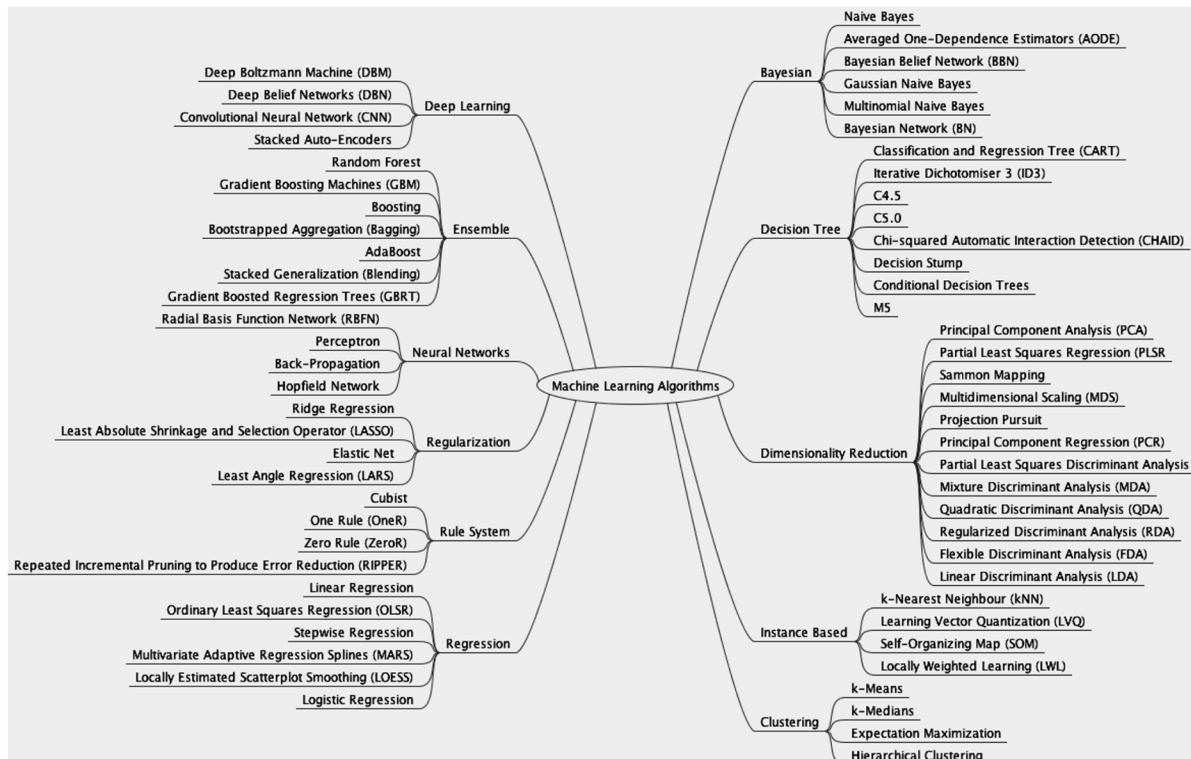 Machine Learning Algorithms
Deep Learning
Deep Boltzmann Machine (DBM)
Deep Belief Networks (DBN)
Convolutional Neural Network (CNN)
Stacked Auto-Encoders
Ensemble
Random Forest
Gradient Boosting Machines (GBM)
Boosting
Bootstrapped Aggregation (Bagging)
AdaBoost
Stacked Generalization (Blending)
Gradient Boosted Regression Trees (GBRT)
Neural Networks
Radial Basis Function Network (RBFN)
Perceptron
Back-Propagation
Hopfield Network
Regularization
Ridge Regression
Least Absolute Shrinkage and Selection Operator (LASSO)
Elastic Net
Least Angle Regression (LARS)
Rule System
Cubist
One Rule (OneR)
Zero Rule (ZeroR)
Repeated Incremental Pruning to Produce Error Reduction (RIPPER)
Regression
Linear Regression
Ordinary Least Squares Regression (OLSR)
Stepwise Regression
Multivariate Adaptive Regression Splines (MARS)
Locally Estimated Scatterplot Smoothing (LOESS)
Logistic Regression
Bayesian
Naive Bayes
Averaged One-Dependence Estimators (AODE)
Bayesian Belief Network (BBN)
Gaussian Naive Bayes
Multinomial Naive Bayes
Bayesian Network (BN)
Decision Tree
Classification and Regression Tree (CART)
Iterative Dichotomiser 3 (ID3)
C4.5
C5.0
Chi-squared Automatic Interaction Detection (CHAID)
Decision Stump
Conditional Decision Trees
M5
Dimensionality Reduction
Principal Component Analysis (PCA)
Partial Least Squares Regression (PLSR
Sammon Mapping
Multidimensional Scaling (MDS)
Projection Pursuit
Principal Component Regression (PCR)
Partial Least Squares Discriminant Analysis
Mixture Discriminant Analysis (MDA)
Quadratic Discriminant Analysis (QDA)
Regularized Discriminant Analysis (RDA)
Flexible Discriminant Analysis (FDA)
Linear Discriminant Analysis (LDA)
Instance Based
k-Nearest Neighbour (kNN)
Learning Vector Quantization (LVQ)
Self-Organizing Map (SOM)
Locally Weighted Learning (LWL)
Clustering
k-Means
k-Medians
Expectation Maximization
Hierarchical Clustering